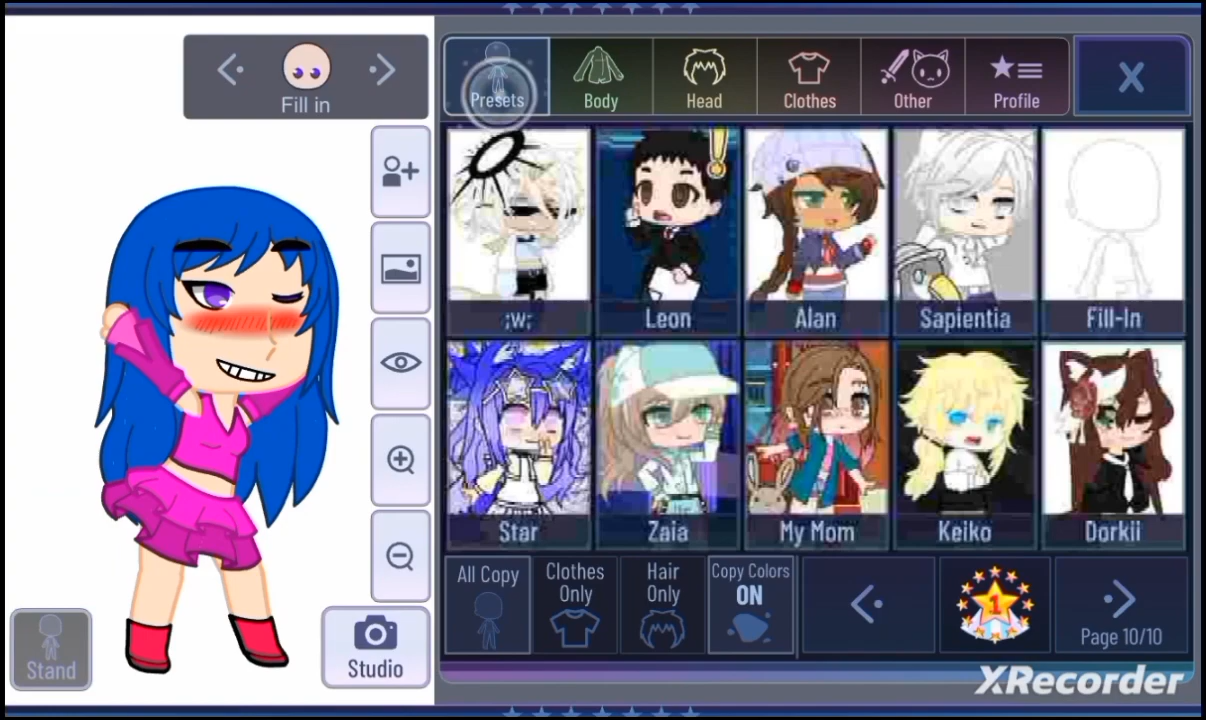 Fill in
Presets
Body
Head
Clothes
Other
Profile
X
;w;
Leon
Alan
Sapientia
Fill-In
Star
Zaia
My Mom
Keiko
Dorkii
All Copy
Clothes
Only
Hair
Only
Copy Colors
ON
1
Page 10/10
Stand
Studio
XRecorder